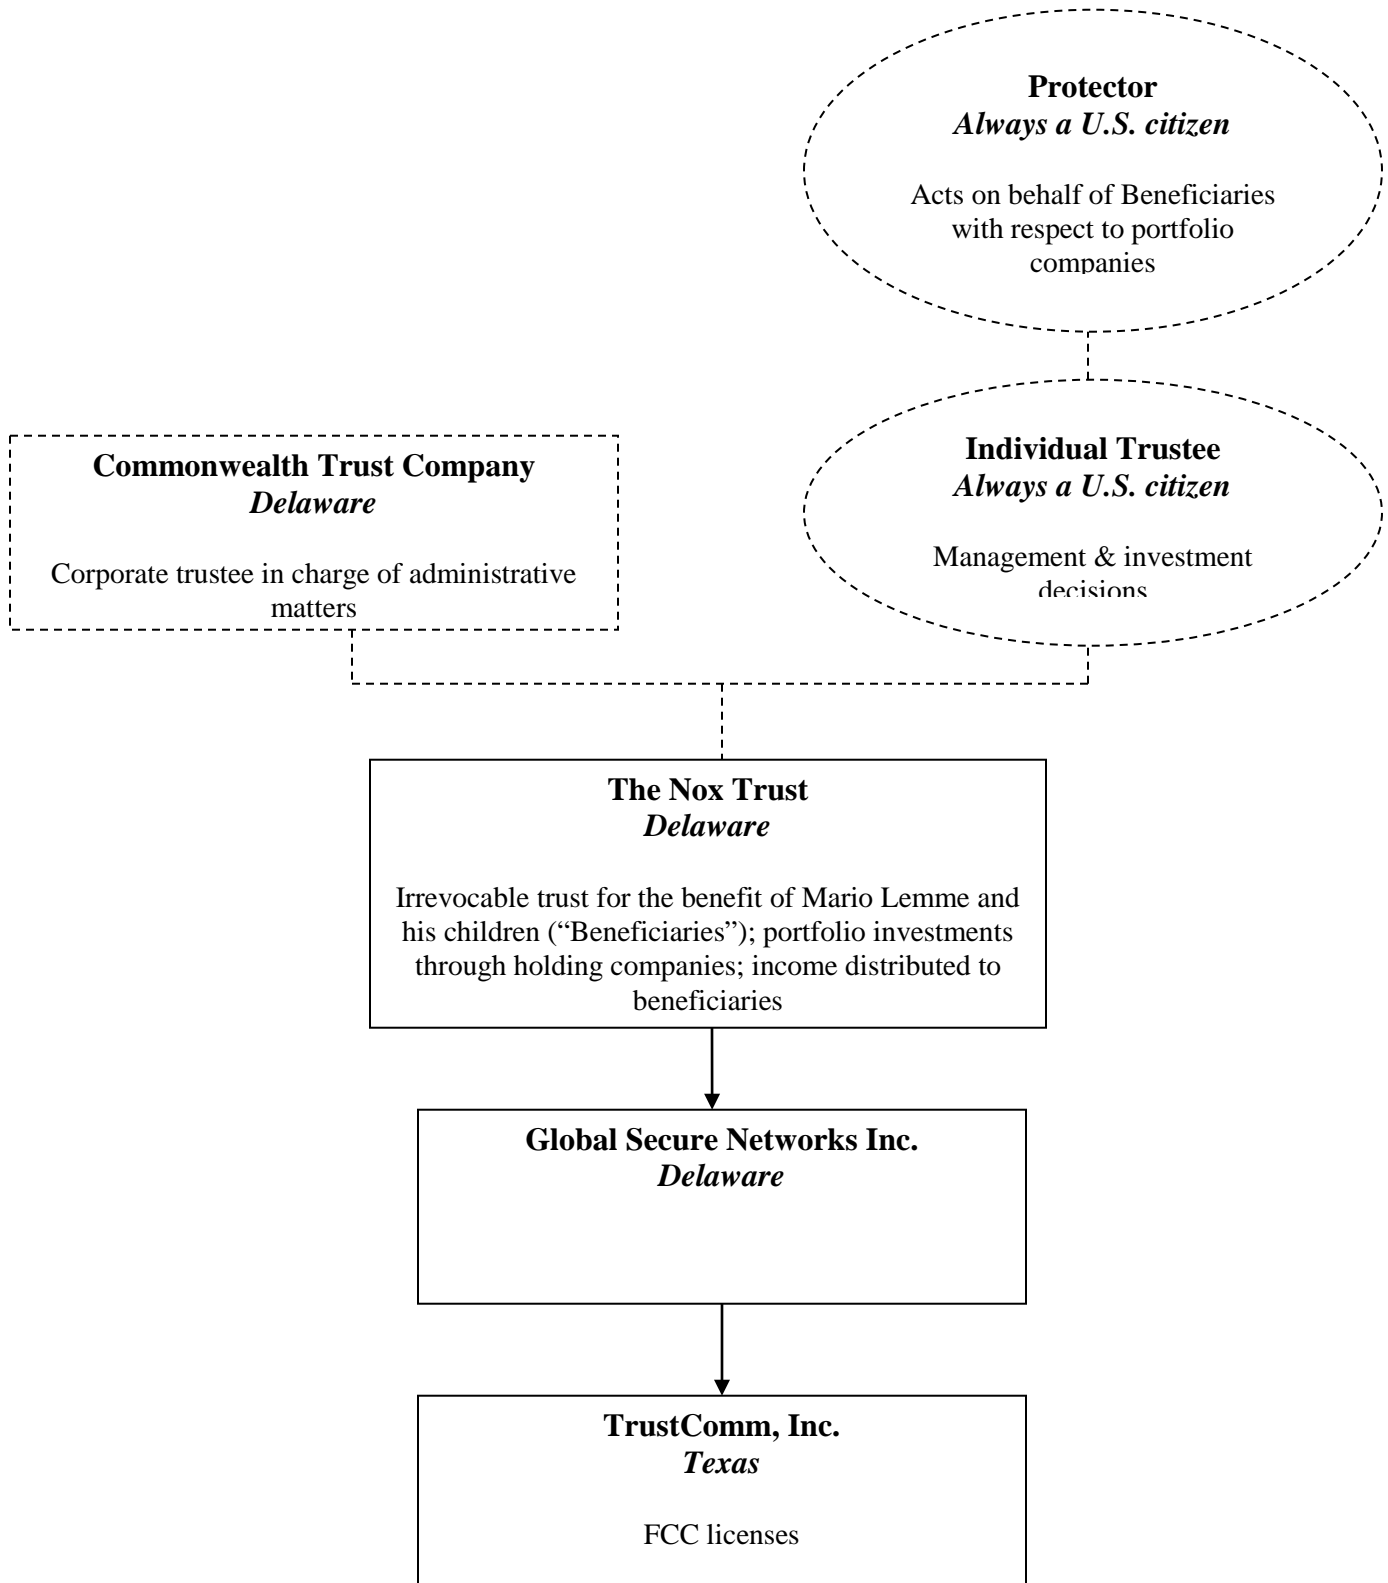 Protector
Always a U.S. citizen
Acts on behalf of Beneficiaries
with respect to portfolio
companies
Individual Trustee
Always a U.S. citizen
Management & investment
decisions
Commonwealth Trust Company
Delaware
Corporate trustee in charge of administrative
matters
The Nox Trust
Delaware
Irrevocable trust for the benefit of Mario Lemme and
his children (“Beneficiaries”); portfolio investments
through holding companies; income distributed to
beneficiaries
Global Secure Networks Inc.
Delaware
TrustComm, Inc.
Texas
FCC licenses